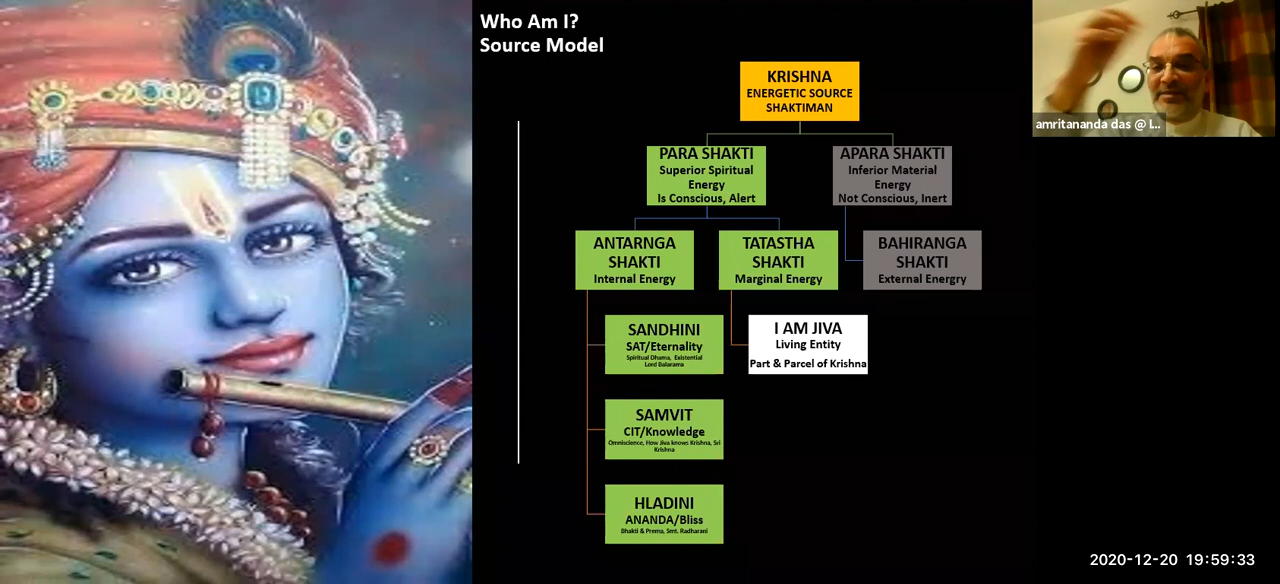 Who Am I?
Source Model
KRISHNA
ENERGETIC SOURCE
SHAKTIMAN
PARA SHAKTI
Superior Spiritual
Energy
Is Conscious, Alert
APARA SHAKTI
Inferior Material
Energy
Not Conscious, Inert
ANTARNGA
SHAKTI
Internal Energy
TATASTHA
SHAKTI
Marginal Energy
BAHIRANGA
SHAKTI
External Energry
SANDHINI
SAT/Eternality
Spiritual Dhama, Existential
Lord Balarama
I AM JIVA
Living Entity
Part & Parcel of Krishna
SAMVIT
CIT/Knowledge
Omniscience, How Jiva knows Krishna, Sri
Krishna
HLADINI
ANANDA/Bliss
Bhakti & Prema, Smt. Radharani
amritananda das @ l...
2020-12-20 19:59:33